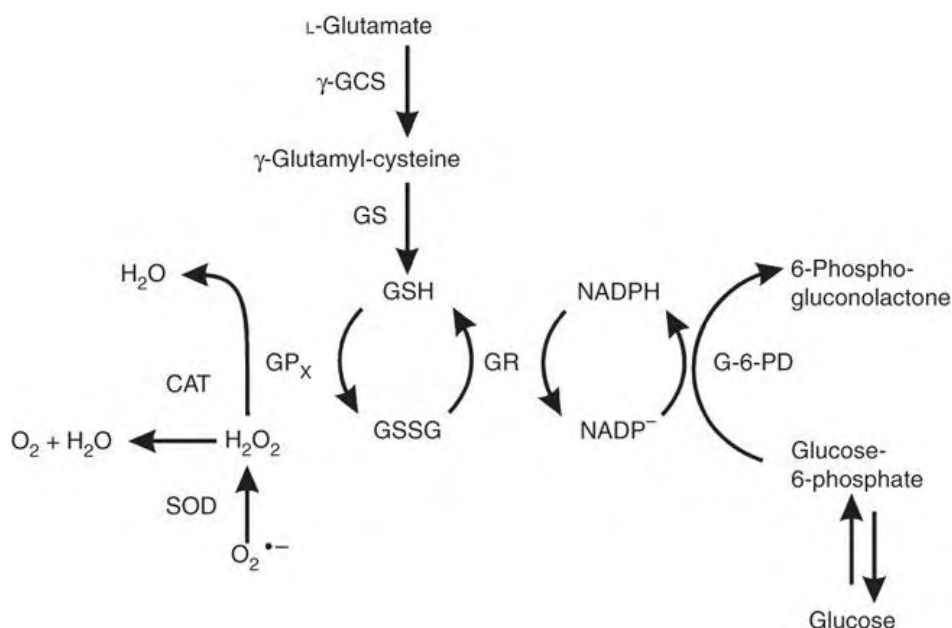 L-Glutamate
γ-GCS
γ-Glutamyl-cysteine
GS
H₂O
GSH
NADPH
6-Phospho-
gluconolactone
GPₓ
GR
G-6-PD
CAT
O₂ + H₂O
H₂O₂
GSSG
NADP⁻
Glucose-
6-phosphate
SOD
O₂•−
Glucose